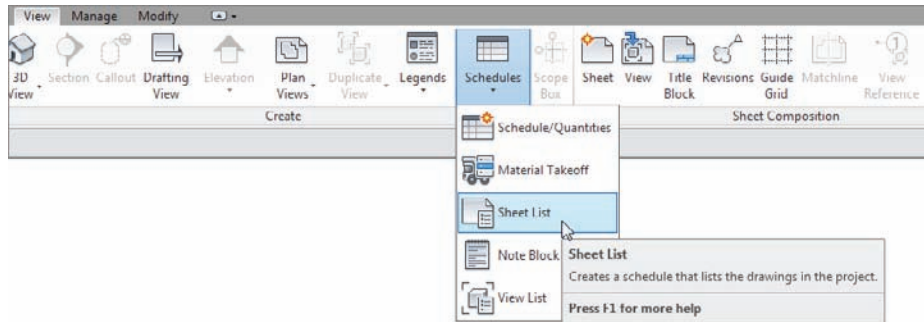 View Manage Modify
3D View Section Callout Drafting View Elevation Plan Views Duplicate View Legends Schedules Scope Box Sheet View Title Block Revisions Guide Grid Matchline View Reference
Create Sheet Composition
Schedule/Quantities
Material Takeoff
Sheet List
Note Block
Sheet List
Creates a schedule that lists the drawings in the project.
View List
Press F1 for more help